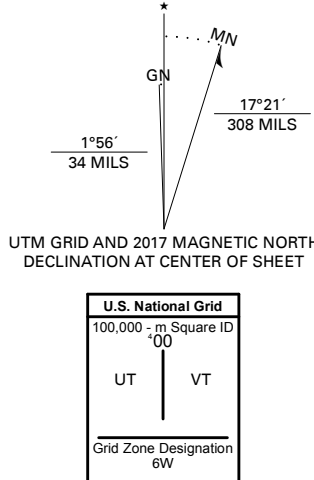 ★
MN
GN
1°56´
34 MILS
17°21´
308 MILS
UTM GRID AND 2017 MAGNETIC NORTH
DECLINATION AT CENTER OF SHEET
U.S. National Grid
100,000 - m Square ID
⁴00
UT VT
Grid Zone Designation
6W